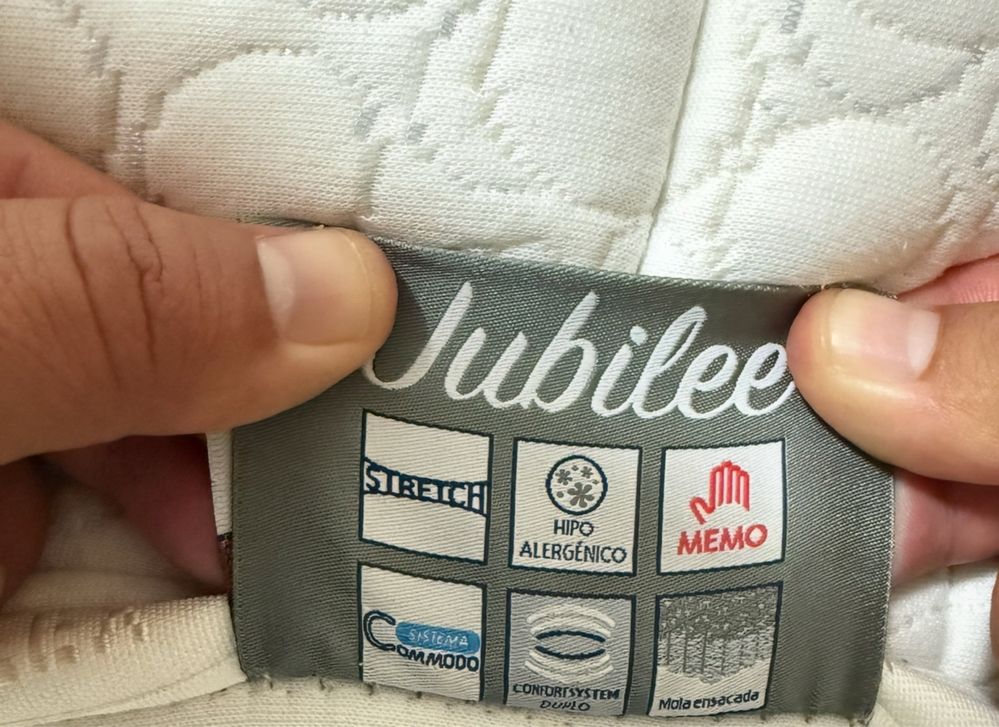 Jubilee
STRETCH
HIPO
ALERGÉNICO
MEMO
SISTEMA
COMMODO
CONFORTSYSTEM
DUPLO
Mola ensacada